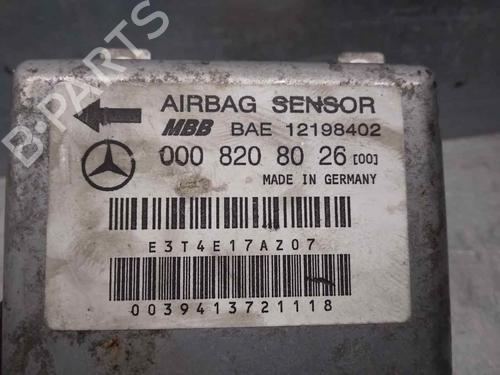 B-PARTS
AIRBAG SENSOR
MBB BAE 12198402
000 820 80 26 [00]
MADE IN GERMANY
E3T4E17AZ07
0039413721118